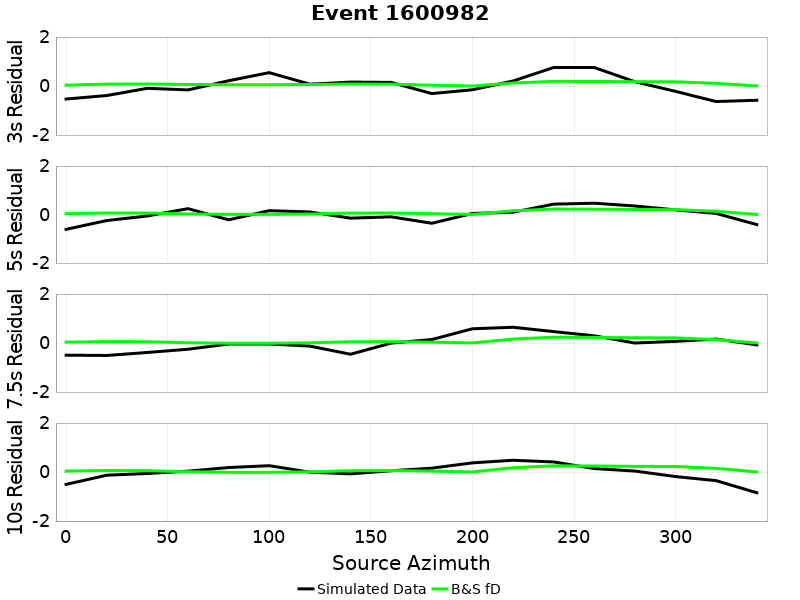 Event 1600982
3s Residual
2
0
-2
5s Residual
2
0
-2
7.5s Residual
2
0
-2
10s Residual
2
0
-2
0 50 100 150 200 250 300
Source Azimuth
Simulated Data B&S fD